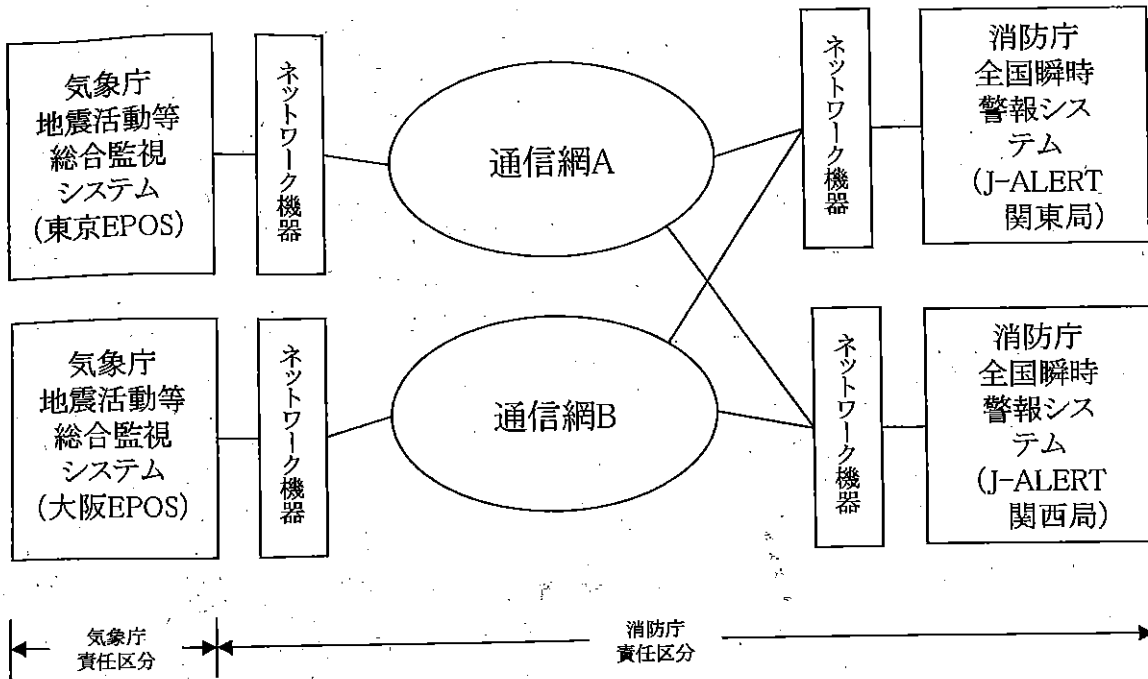 気象庁
地震活動等
総合監視
システム
(東京EPOS)
ネットワーク機器
通信網A
ネットワーク機器
消防庁
全国瞬時
警報シス
テム
(J-ALERT
関東局)
気象庁
地震活動等
総合監視
システム
(大阪EPOS)
ネットワーク機器
通信網B
ネットワーク機器
消防庁
全国瞬時
警報シス
テム
(J-ALERT
関西局)
気象庁
責任区分
消防庁
責任区分